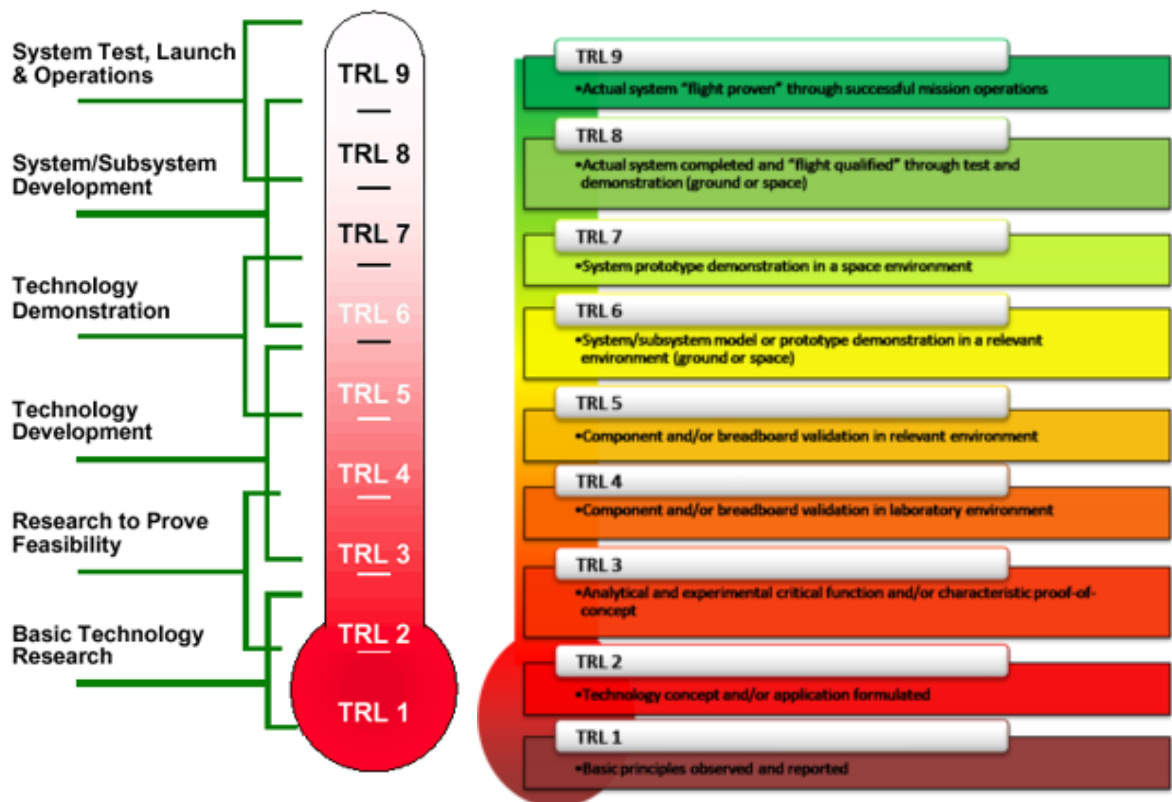 System Test, Launch
& Operations
System/Subsystem
Development
Technology
Demonstration
Technology
Development
Research to Prove
Feasibility
Basic Technology
Research
TRL 9
TRL 8
TRL 7
TRL 6
TRL 5
TRL 4
TRL 3
TRL 2
TRL 1
TRL 9
•Actual system “flight proven” through successful mission operations
TRL 8
•Actual system completed and “flight qualified” through test and
demonstration (ground or space)
TRL 7
•System prototype demonstration in a space environment
TRL 6
•System/subsystem model or prototype demonstration in a relevant
environment (ground or space)
TRL 5
•Component and/or breadboard validation in relevant environment
TRL 4
•Component and/or breadboard validation in laboratory environment
TRL 3
•Analytical and experimental critical function and/or characteristic proof-of-
concept
TRL 2
•Technology concept and/or application formulated
TRL 1
•Basic principles observed and reported